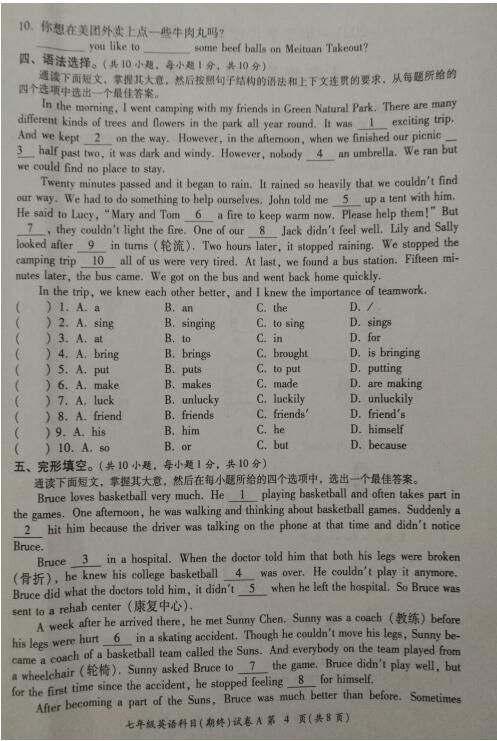 10. 你想在美团外卖上点一些牛肉丸吗?
________ you like to ________ some beef balls on Meituan Takeout?
四、语法选择。(共 10 小题, 每小题 1 分, 共 10 分)
通读下面短文, 掌握其大意, 然后按照句子结构的语法和上下文连贯的要求, 从每题所给的
四个选项中选出一个最佳答案。
In the morning, I went camping with my friends in Green Natural Park. There are many
different kinds of trees and flowers in the park all year round. It was __1__ exciting trip.
And we kept __2__ on the way. However, in the afternoon, when we finished our picnic __
3__ half past two, it was dark and windy. However, nobody __4__ an umbrella. We ran but
we could find no place to stay.
Twenty minutes passed and it began to rain. It rained so heavily that we couldn't find
our way. We had to do something to help ourselves. John told me __5__ up a tent with him.
He said to Lucy, "Mary and Tom __6__ a fire to keep warm now. Please help them!" But
__7__, they couldn't light the fire. One of our __8__ Jack didn't feel well. Lily and Sally
looked after __9__ in turns (轮流). Two hours later, it stopped raining. We stopped the
camping trip __10__ all of us were very tired. At last, we found a bus station. Fifteen mi-
nutes later, the bus came. We got on the bus and went back home quickly.
In the trip, we knew each other better, and I knew the importance of teamwork.
( ) 1. A. a B. an C. the D. /
( ) 2. A. sing B. singing C. to sing D. sings
( ) 3. A. at B. to C. in D. for
( ) 4. A. bring B. brings C. brought D. is bringing
( ) 5. A. put B. puts C. to put D. putting
( ) 6. A. make B. makes C. made D. are making
( ) 7. A. luck B. unlucky C. luckily D. unluckily
( ) 8. A. friend B. friends C. friends' D. friend's
( ) 9. A. his B. him C. he D. himself
( ) 10. A. so B. or C. but D. because
五、完形填空。(共 10 小题, 每小题 1 分, 共 10 分)
通读下面短文, 掌握其大意, 然后在每小题所给的四个选项中, 选出一个最佳答案。
Bruce loves basketball very much. He __1__ playing basketball and often takes part in
the games. One afternoon, he was walking and thinking about basketball games. Suddenly a
__2__ hit him because the driver was talking on the phone at that time and didn't notice
Bruce.
Bruce __3__ in a hospital. When the doctor told him that both his legs were broken
(骨折), he knew his college basketball __4__ was over. He couldn't play it anymore.
Bruce did what the doctors told him, it didn't __5__ when he left the hospital. So Bruce was
sent to a rehab center (康复中心).
A week after he arrived there, he met Sunny Chen. Sunny was a coach (教练) before
his legs were hurt __6__ in a skating accident. Though he couldn't move his legs, Sunny be-
came a coach of a basketball team called the Suns. And everybody on the team played from
a wheelchair (轮椅). Sunny asked Bruce to __7__ the game. Bruce didn't play well, but
for the first time since the accident, he stopped feeling __8__ for himself.
After becoming a part of the Suns, Bruce was much better than before. Sometimes
七年级英语科目(期终)试卷 A 第 4 页(共 8 页)